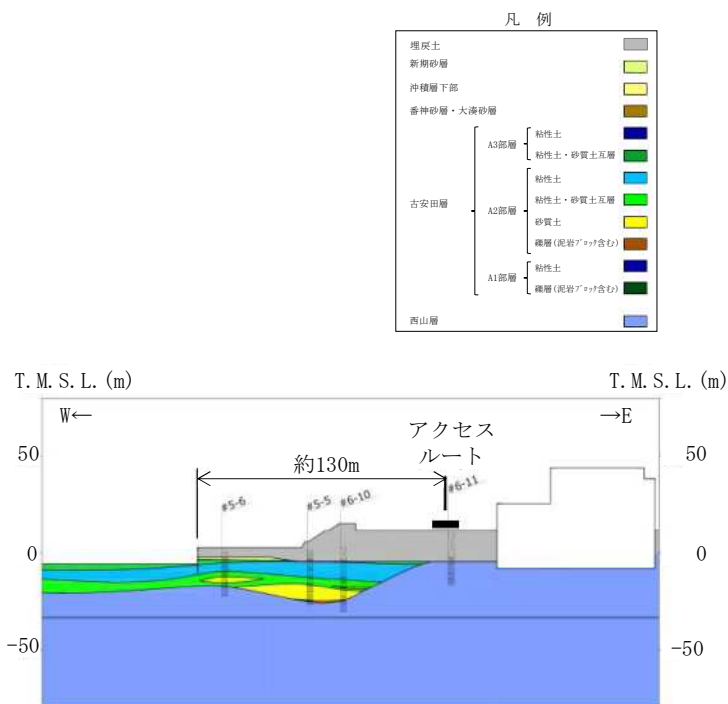 凡 例
埋戻土
新期砂層
沖積層下部
番神砂層・大湊砂層
古安田層
A3部層
粘性土
粘性土・砂質土互層
A2部層
粘性土
粘性土・砂質土互層
砂質土
礫層(泥岩ブロック含む)
A1部層
粘性土
礫層(泥岩ブロック含む)
西山層
T.M.S.L.(m)
T.M.S.L.(m)
W←
→E
アクセス
ルート
約130m
50
50
0
0
-50
-50
#5-6
#5-5
#6-10
#6-11